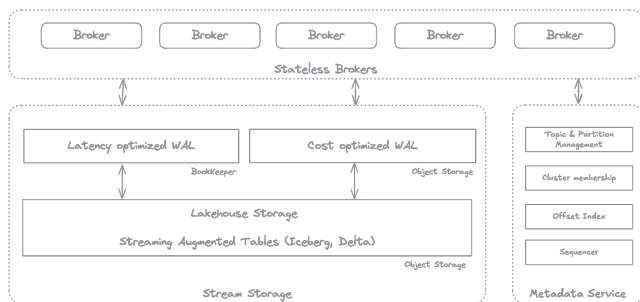 Broker Broker Broker Broker Broker
Stateless Brokers
Latency optimized WAL
BookKeeper
Cost optimized WAL
Object Storage
Lakehouse Storage
Streaming Augmented Tables (Iceberg, Delta)
Object Storage
Stream Storage
Topic & Partition
Management
Cluster membership
Offset Index
Sequencer
Metadata Service